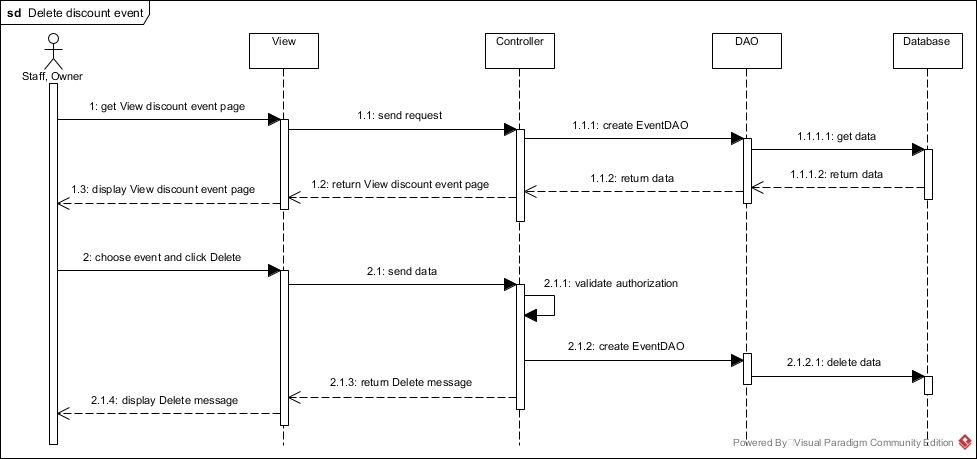 sd Delete discount event
View
Controller
DAO
Database
Staff, Owner
1: get View discount event page
1.1: send request
1.1.1: create EventDAO
1.1.1.1: get data
1.1.1.2: return data
1.1.2: return data
1.2: return View discount event page
1.3: display View discount event page
2: choose event and click Delete
2.1: send data
2.1.1: validate authorization
2.1.2: create EventDAO
2.1.2.1: delete data
2.1.3: return Delete message
2.1.4: display Delete message
Powered By Visual Paradigm Community Edition